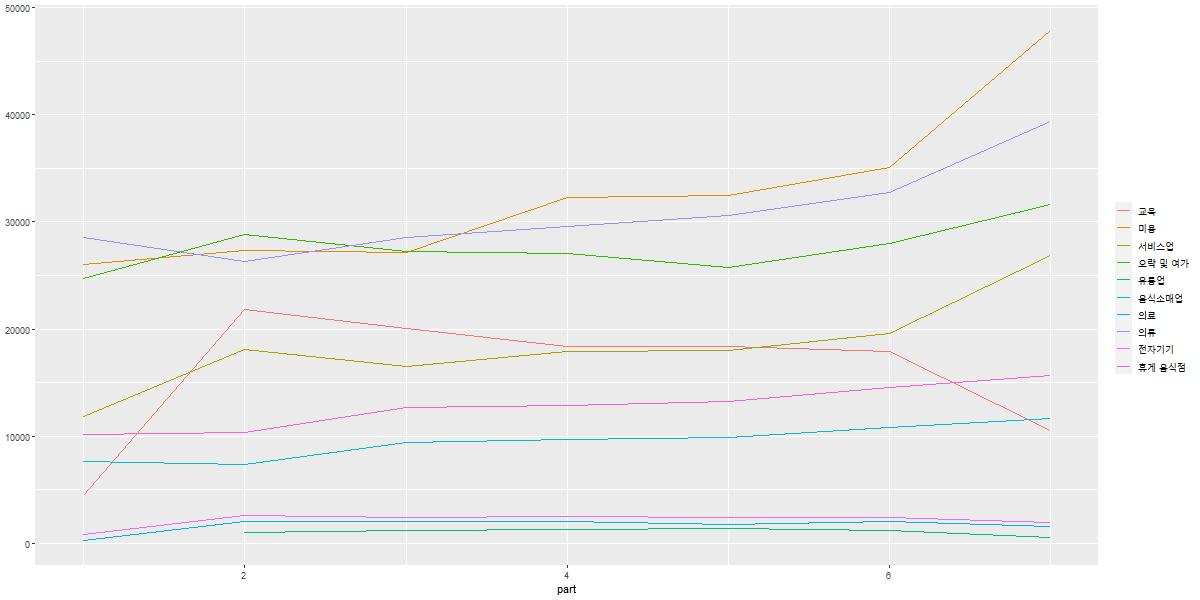 50000
40000
30000
20000
10000
0
2
4
6
part
교육
미용
서비스업
오락 및 여가
유통업
음식소매업
의료
의류
전자기기
휴게 음식점